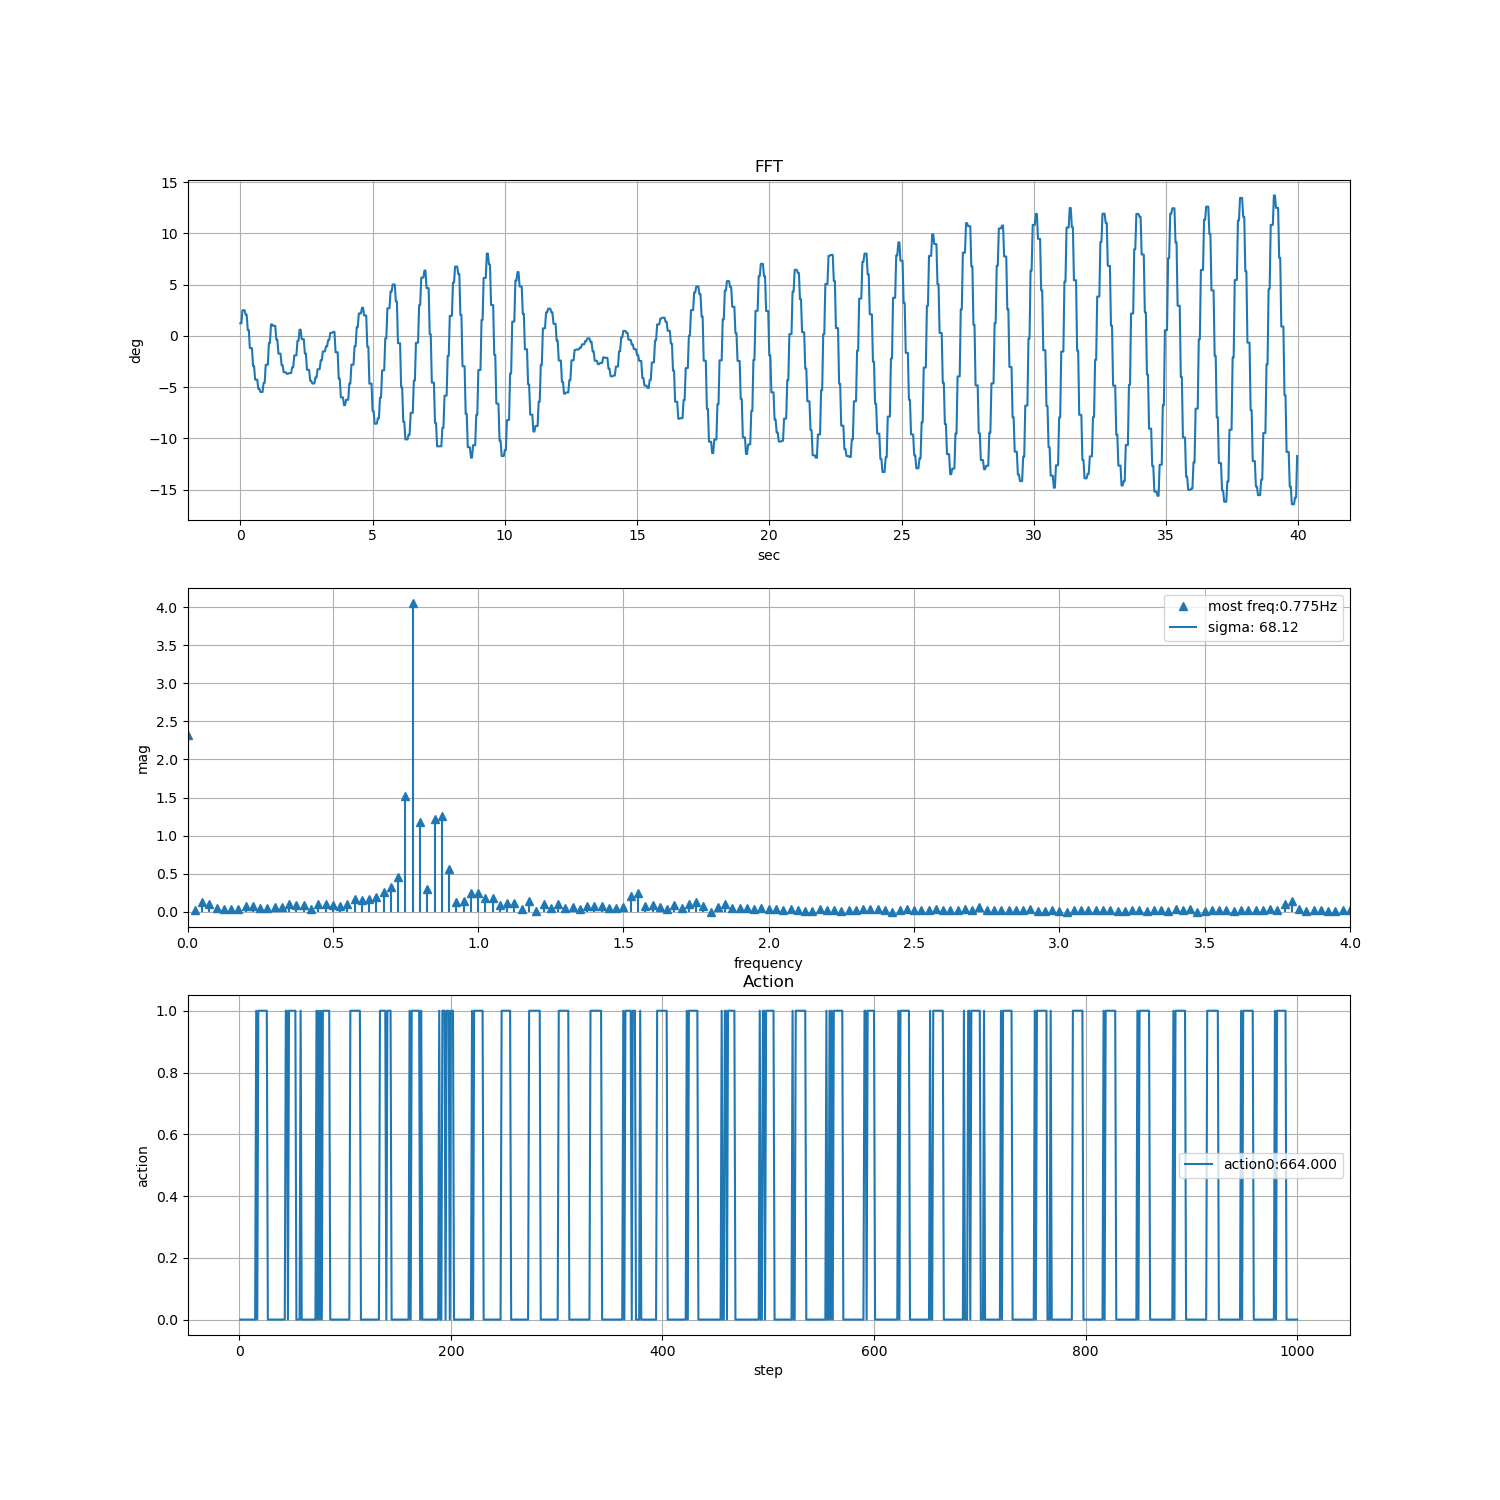 FFT
15
10
5
0
−5
−10
−15
deg
0 5 10 15 20 25 30 35 40
sec
4.0
3.5
3.0
2.5
2.0
1.5
1.0
0.5
0.0
mag
most freq:0.775Hz
sigma: 68.12
0.0 0.5 1.0 1.5 2.0 2.5 3.0 3.5 4.0
frequency
Action
1.0
0.8
0.6
0.4
0.2
0.0
action
action0:664.000
0 200 400 600 800 1000
step